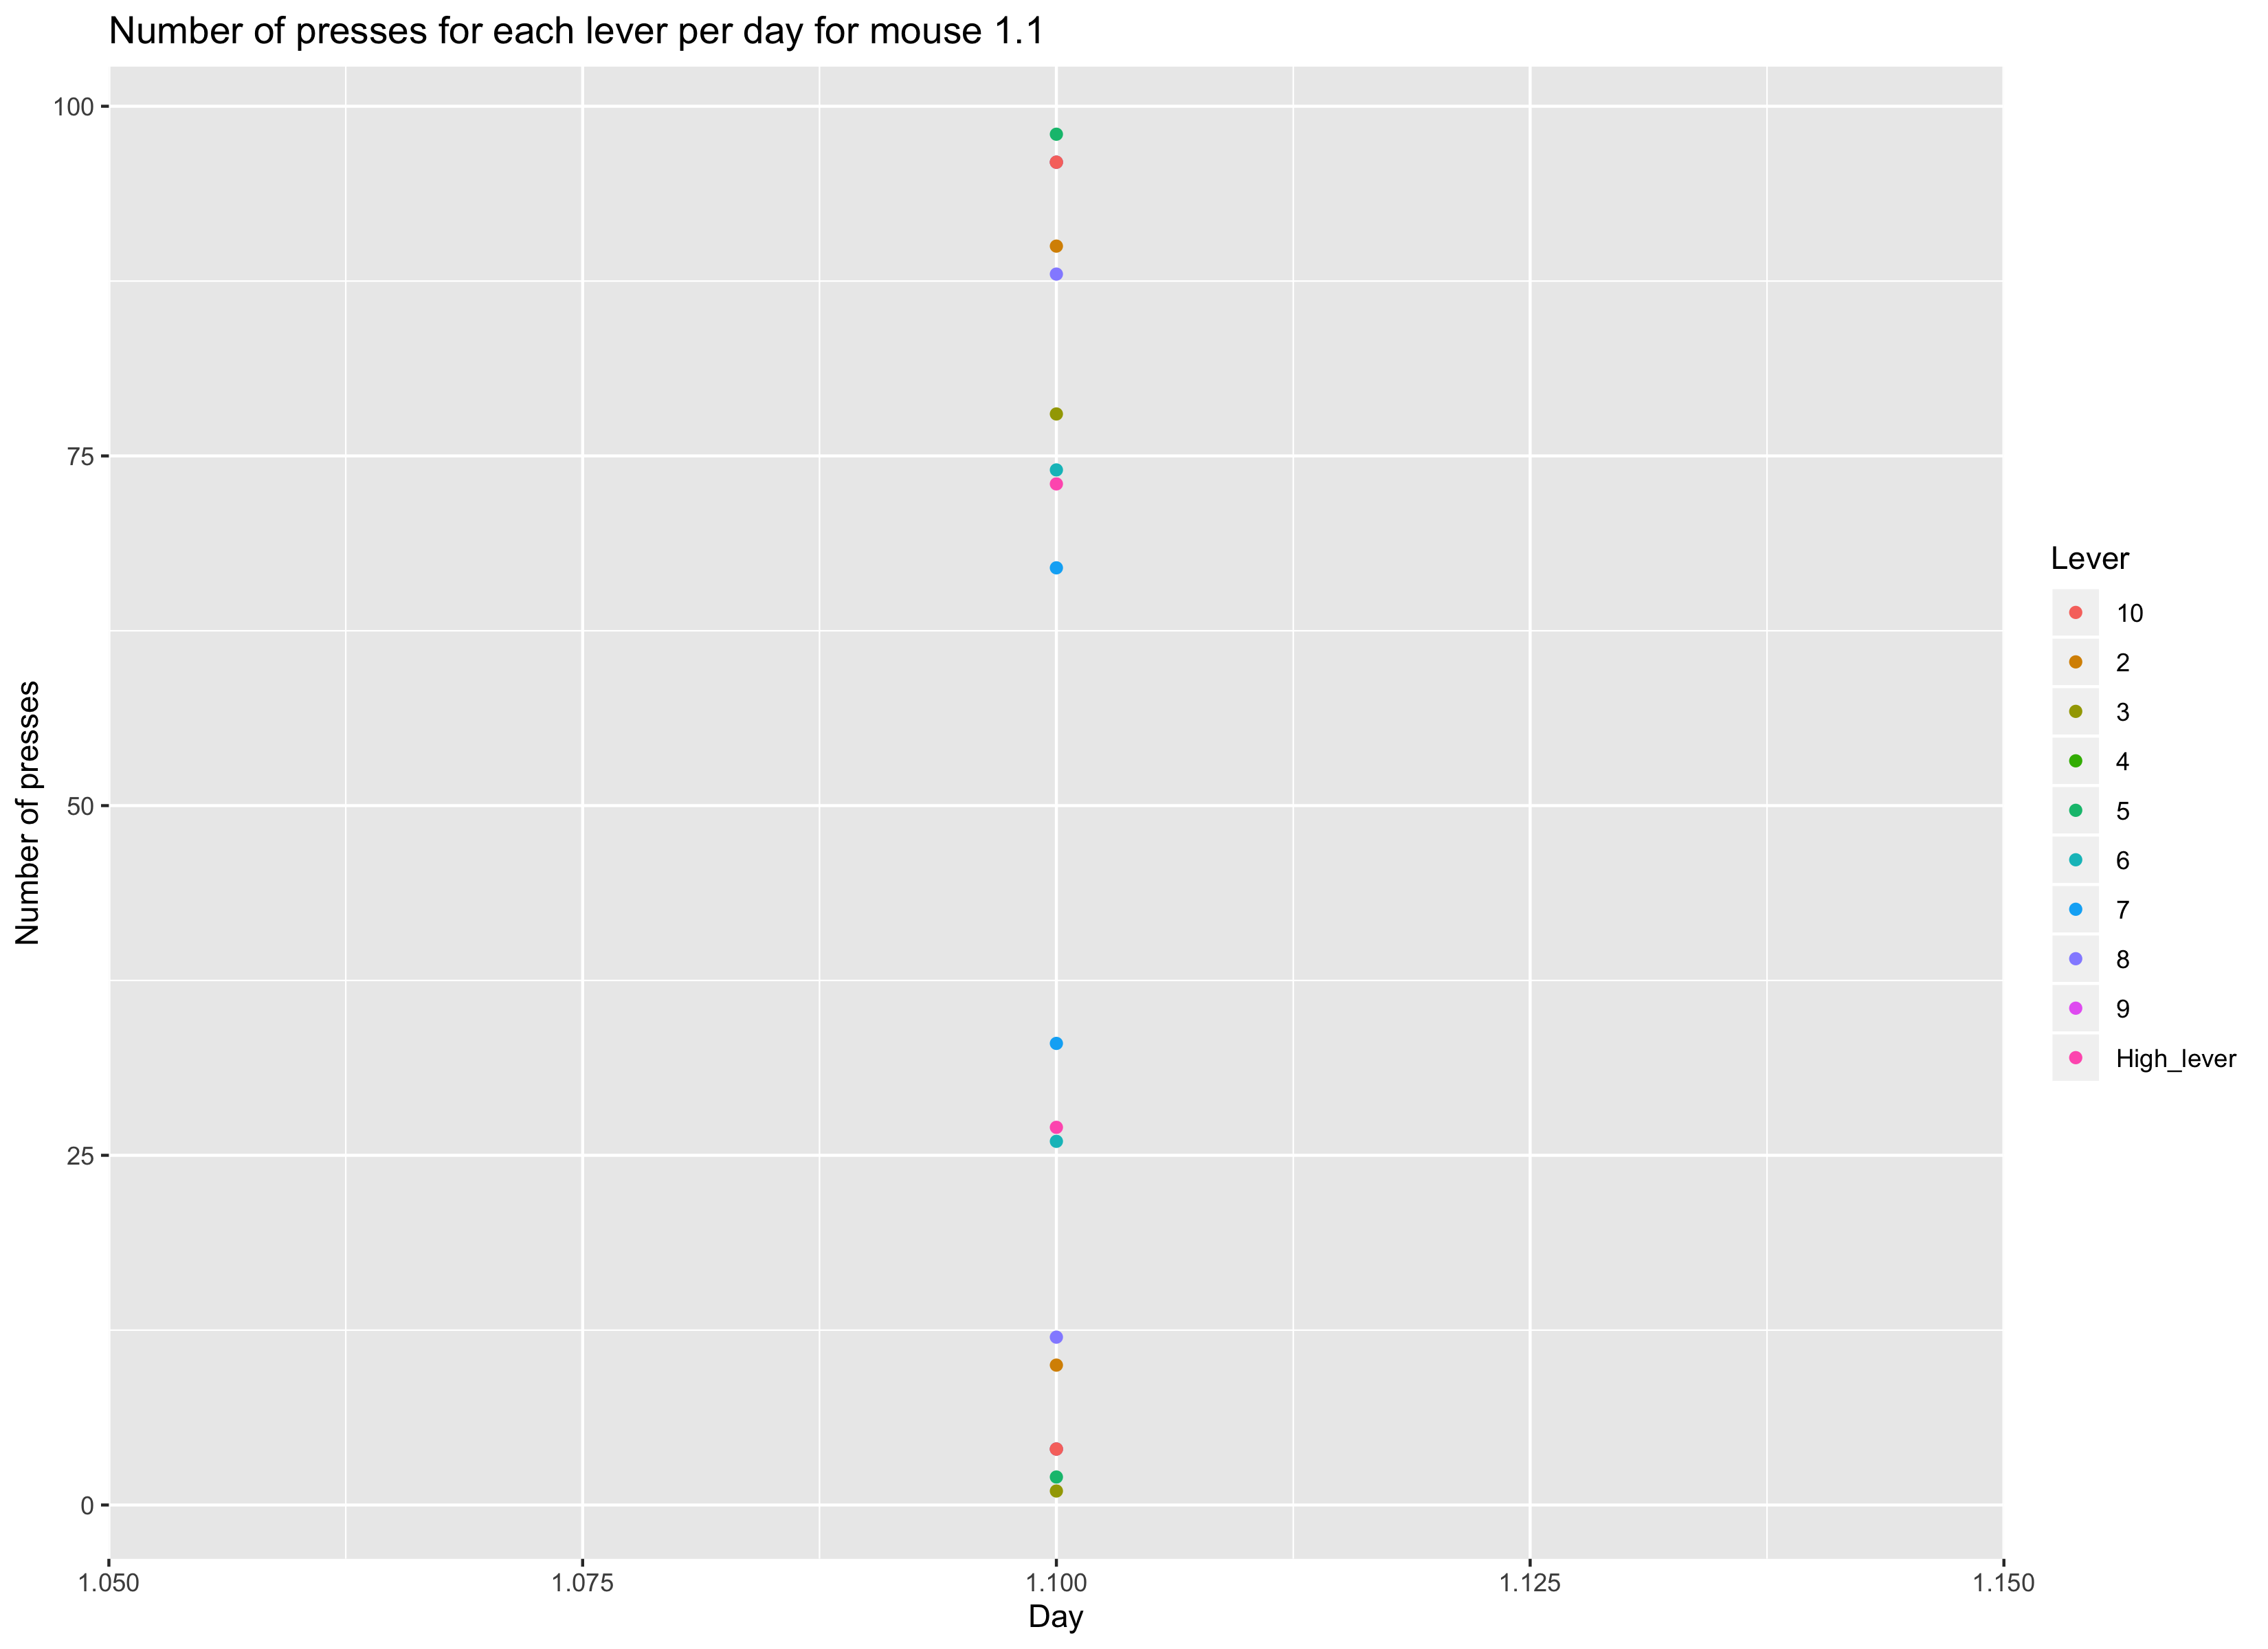 Number of presses for each lever per day for mouse 1.1
100
75
50
25
0
Number of presses
1.050 1.075 1.100 1.125 1.150
Day
Lever
10
2
3
4
5
6
7
8
9
High_lever